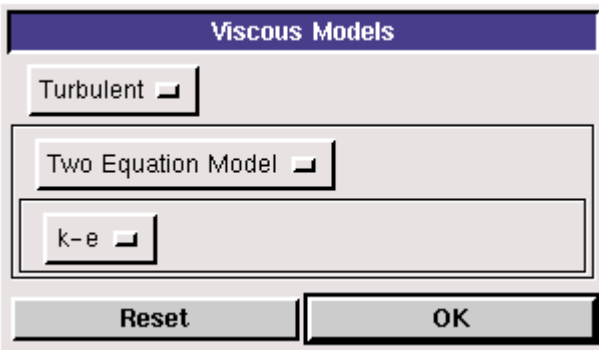 Viscous Models
Turbulent
Two Equation Model
k-e
Reset OK